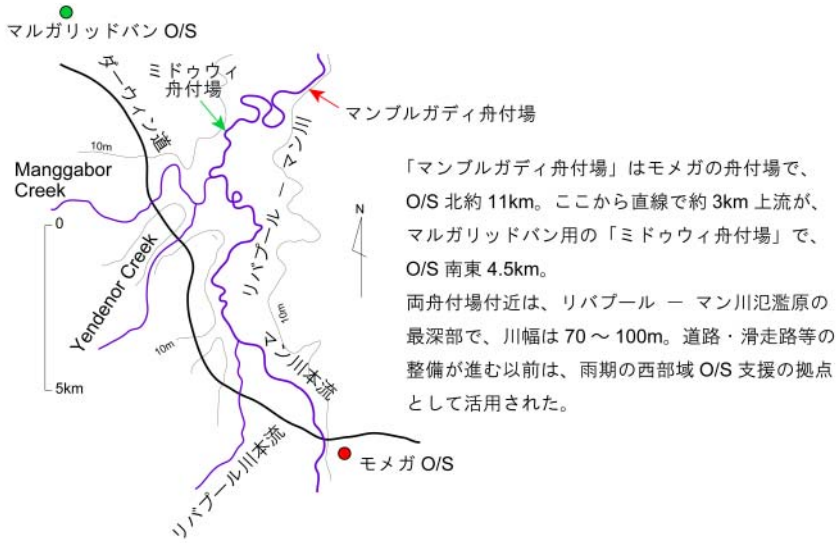 マルガリッドバン O/S
ダーウィン道
ミドゥウィ
舟付場
マンブルガディ舟付場
10m
Manggabor
Creek
リバプール － マン川
N
0
Yendenor Creek
10m
10m
5km
マン川本流
リバプール川本流
モメガ O/S
「マンブルガディ舟付場」はモメガの舟付場で、
O/S 北約 11km。ここから直線で約 3km 上流が、
マルガリッドバン用の「ミドゥウィ舟付場」で、
O/S 南東 4.5km。
両舟付場付近は、リバプール － マン川氾濫原の
最深部で、川幅は 70 ～ 100m。道路・滑走路等の
整備が進む以前は、雨期の西部域 O/S 支援の拠点
として活用された。